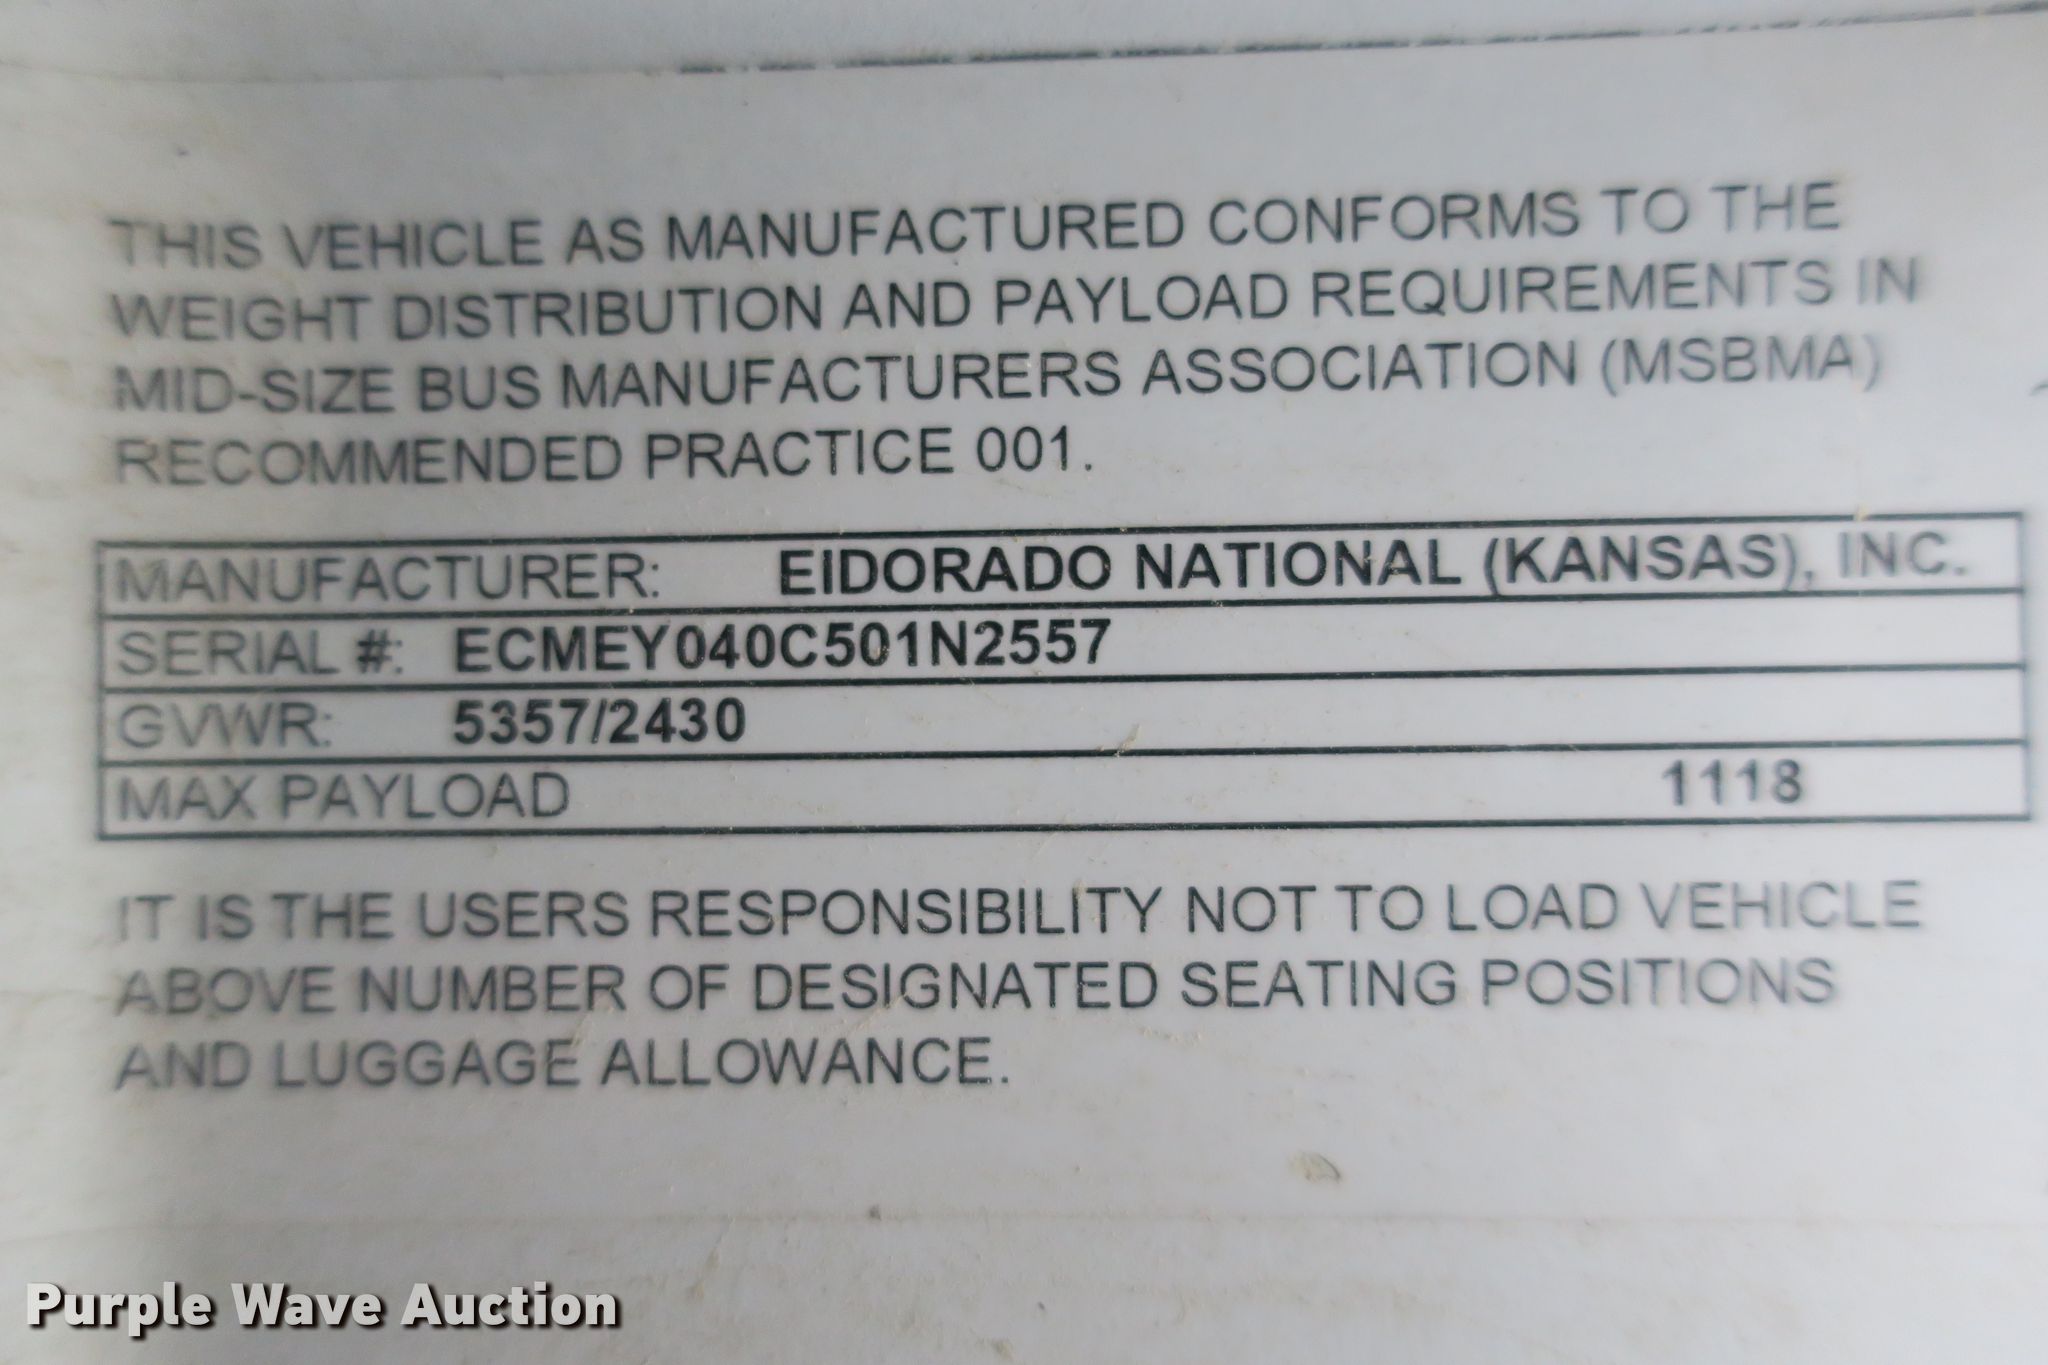 THIS VEHICLE AS MANUFACTURED CONFORMS TO THE
WEIGHT DISTRIBUTION AND PAYLOAD REQUIREMENTS IN
MID-SIZE BUS MANUFACTURERS ASSOCIATION (MSBMA)
RECOMMENDED PRACTICE 001.
MANUFACTURER: ElDORADO NATIONAL (KANSAS), INC.
SERIAL #: ECMEY040C501N2557
GVWR: 5357/2430
MAX PAYLOAD 1118
IT IS THE USERS RESPONSIBILITY NOT TO LOAD VEHICLE
ABOVE NUMBER OF DESIGNATED SEATING POSITIONS
AND LUGGAGE ALLOWANCE.
Purple Wave Auction